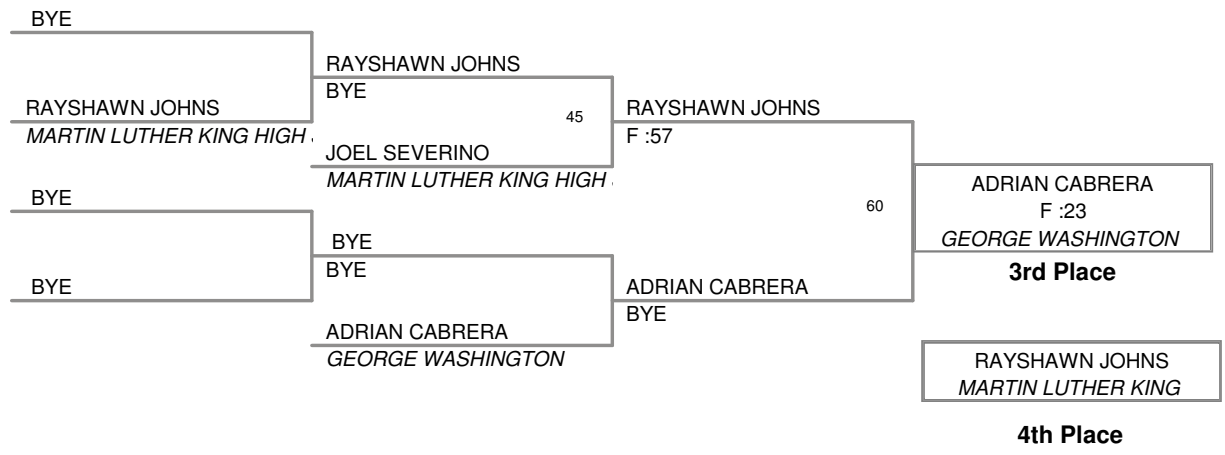 BYE
RAYSHAWN JOHNS
MARTIN LUTHER KING HIGH
BYE
BYE
RAYSHAWN JOHNS
BYE
45
JOEL SEVERINO
MARTIN LUTHER KING HIGH
BYE
BYE
ADRIAN CABRERA
GEORGE WASHINGTON
RAYSHAWN JOHNS
F :57
60
ADRIAN CABRERA
BYE
ADRIAN CABRERA
F :23
GEORGE WASHINGTON
3rd Place
RAYSHAWN JOHNS
MARTIN LUTHER KING
4th Place